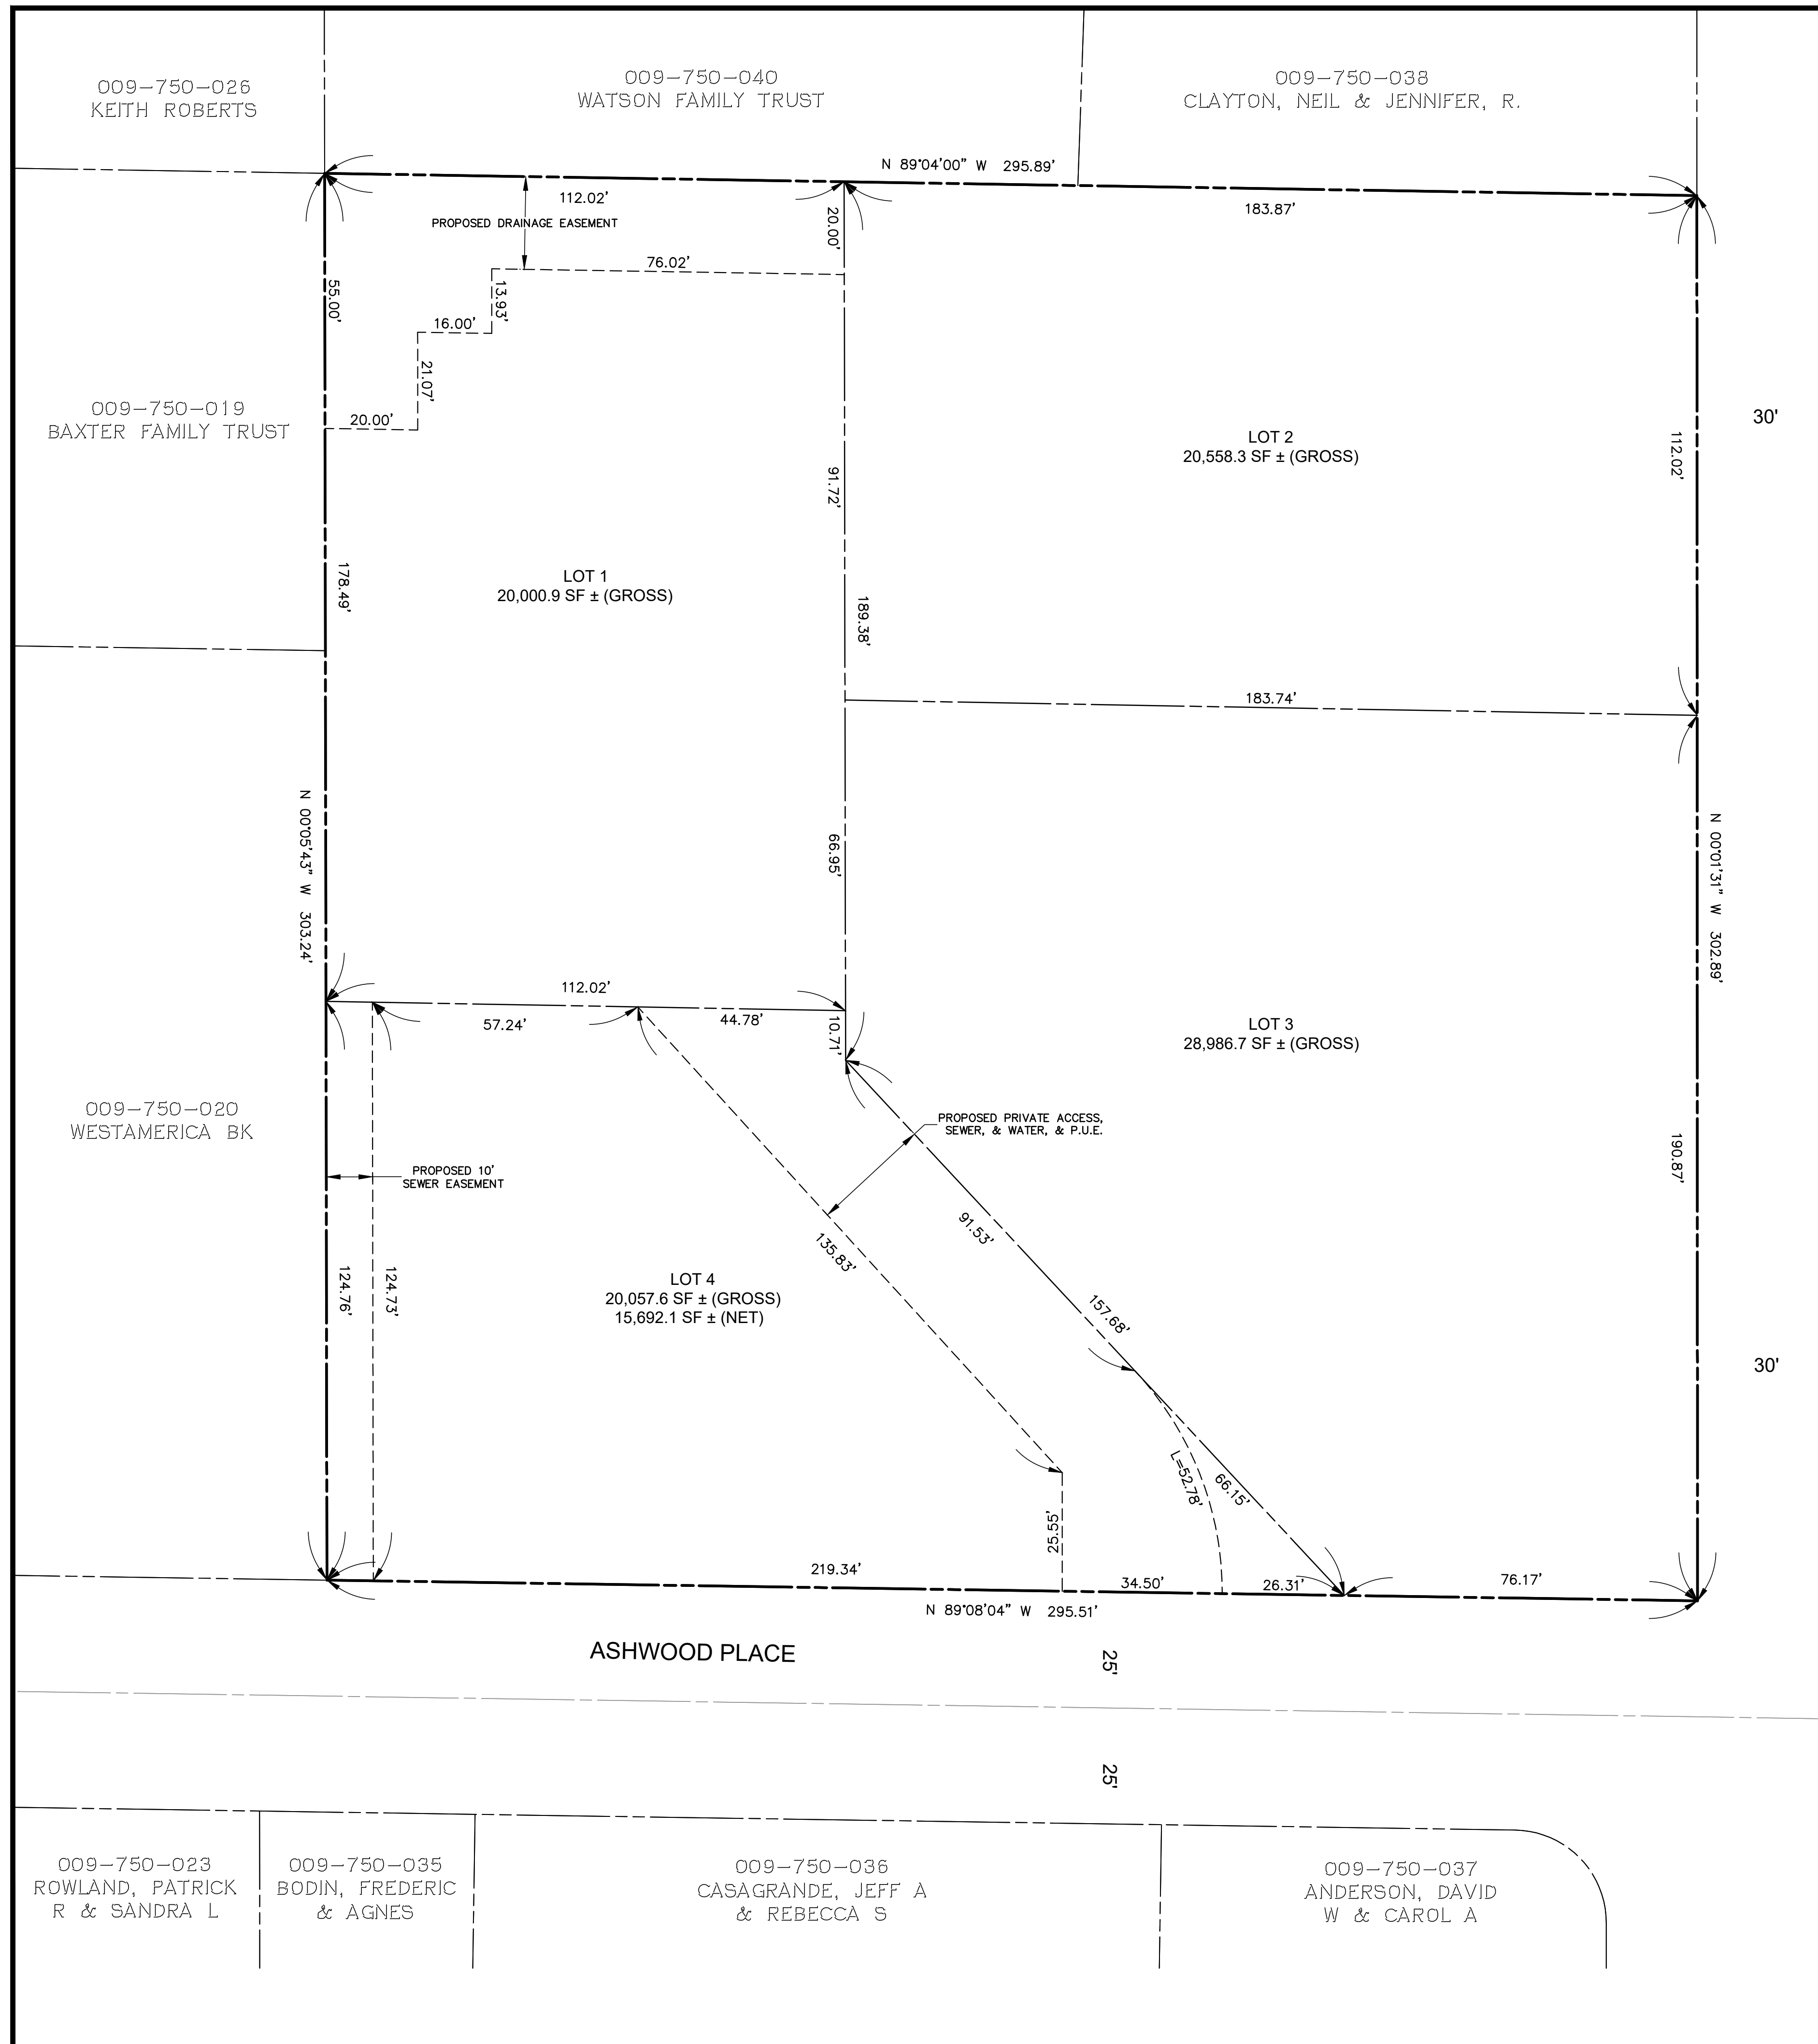 009-750-026
KEITH ROBERTS
009-750-040
WATSON FAMILY TRUST
009-750-038
CLAYTON, NEIL & JENNIFER, R.
N 89°04'00" W 295.89'
112.02'
183.87'
PROPOSED DRAINAGE EASEMENT
20.00'
76.02'
55.00'
13.93'
16.00'
21.07'
20.00'
009-750-019
BAXTER FAMILY TRUST
LOT 2
20,558.3 SF ± (GROSS)
112.02'
30'
91.72'
178.49'
LOT 1
20,000.9 SF ± (GROSS)
189.38'
183.74'
N 00°05'43" W 303.24'
66.95'
N 00°01'31" W 302.89'
112.02'
57.24'
44.78'
10.71'
LOT 3
28,986.7 SF ± (GROSS)
009-750-020
WESTAMERICA BK
PROPOSED PRIVATE ACCESS,
SEWER, & WATER, & P.U.E.
PROPOSED 10'
SEWER EASEMENT
190.87'
91.53'
135.83'
124.76'
124.73'
LOT 4
20,057.6 SF ± (GROSS)
15,692.1 SF ± (NET)
157.68'
30'
L=52.78'
66.15'
25.55'
219.34'
34.50'
26.31'
76.17'
N 89°08'04" W 295.51'
ASHWOOD PLACE
25'
25'
009-750-023
ROWLAND, PATRICK
R & SANDRA L
009-750-035
BODIN, FREDERIC
& AGNES
009-750-036
CASAGRANDE, JEFF A
& REBECCA S
009-750-037
ANDERSON, DAVID
W & CAROL A